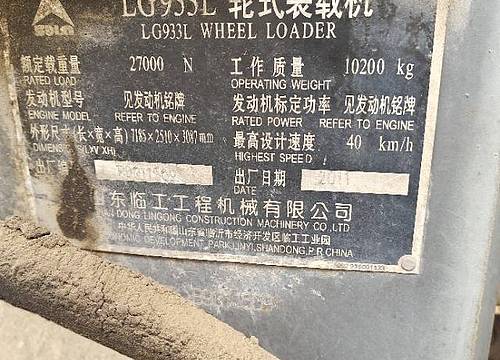 LG933L 轮式装载机
SDLG
LG933L WHEEL LOADER
额定载重量 27000 N 工作质量 10200 kg
RATED LOAD OPERATING WEIGHT
发动机型号 见发动机铭牌 发动机标定功率 见发动机铭牌
ENGINE MODEL REFER TO ENGINE RATED POWER REFER TO ENGINE
外形尺寸(长×宽×高) 7185×2510×3087mm 最高设计速度 40 km/h
DIMENSION HIGHEST SPEED
出厂编 出厂日期 2011
DATE
东临工工程机械有限公司
DONG LINGONG CONSTRUCTION MACHINERY CO.,LTD
中华人民共和国山东省临沂市经济开发区临工工业园
DEVELOPMENT PARK,LINYI,SHANDONG,P.R.CHINA